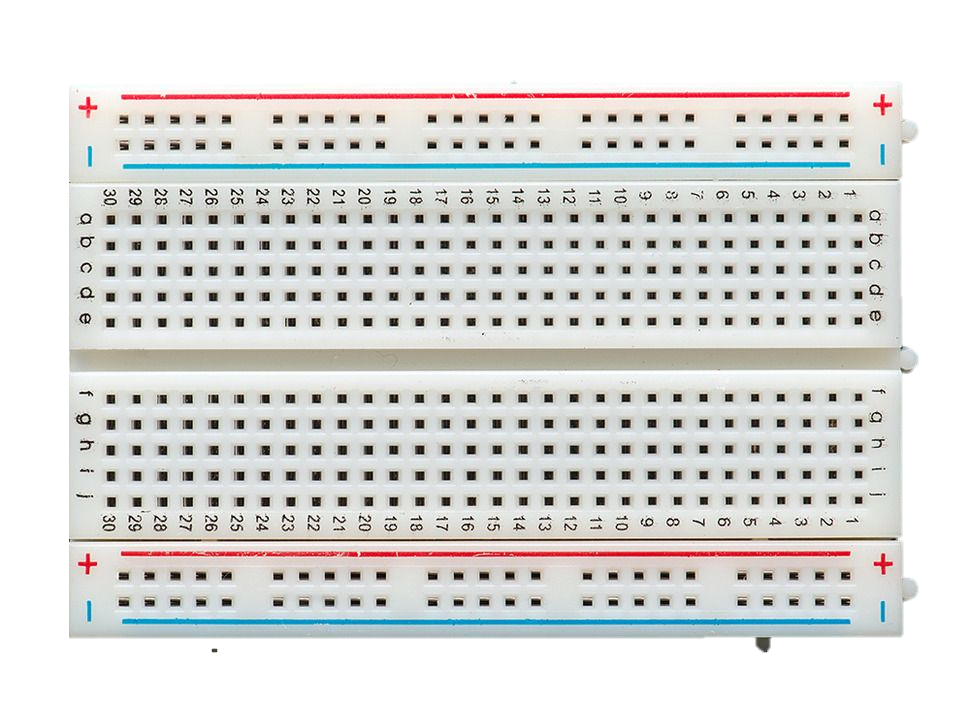 + +
– –
30 29 28 27 26 25 24 23 22 21 20 19 18 17 16 15 14 13 12 11 10 9 8 7 6 5 4 3 2 1
a a
b b
c c
d d
e e
f f
g g
h h
i i
j j
30 29 28 27 26 25 24 23 22 21 20 19 18 17 16 15 14 13 12 11 10 9 8 7 6 5 4 3 2 1
+ +
– –